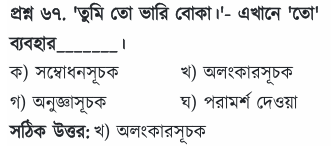 প্রশ্ন ৬৭. 'তুমি তো ভারি বোকা।'- এখানে 'তো'
ব্যবহার_______।
ক) সম্বোধনসূচক খ) অলংকারসূচক
গ) অনুজ্ঞাসূচক ঘ) পরামর্শ দেওয়া
সঠিক উত্তর: খ) অলংকারসূচক